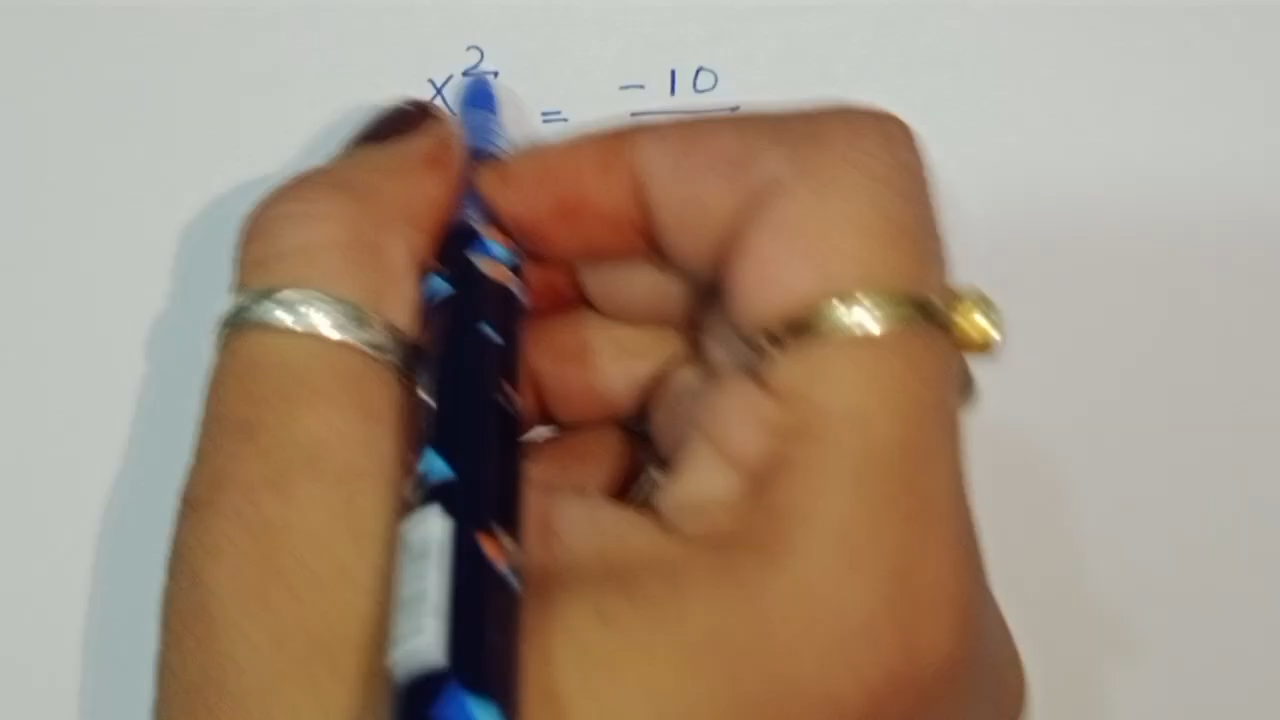 x² = -10